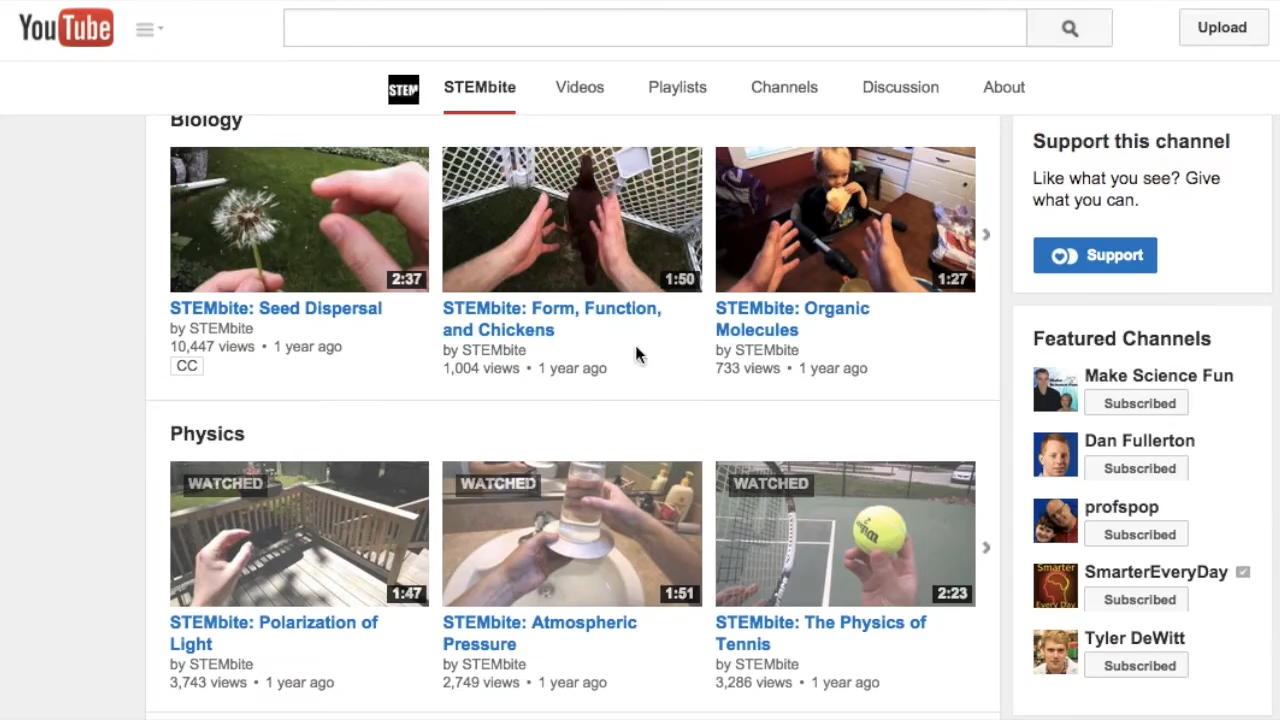 YouTube
Upload
STEM
STEMbite Videos Playlists Channels Discussion About
Biology
2:37
1:50
1:27
STEMbite: Seed Dispersal
by STEMbite
10,447 views • 1 year ago
CC
STEMbite: Form, Function,
and Chickens
by STEMbite
1,004 views • 1 year ago
STEMbite: Organic
Molecules
by STEMbite
733 views • 1 year ago
Physics
WATCHED
1:47
WATCHED
1:51
WATCHED
2:23
STEMbite: Polarization of
Light
by STEMbite
3,743 views • 1 year ago
STEMbite: Atmospheric
Pressure
by STEMbite
2,749 views • 1 year ago
STEMbite: The Physics of
Tennis
by STEMbite
3,286 views • 1 year ago
Support this channel
Like what you see? Give
what you can.
Support
Featured Channels
Make Science Fun
Subscribed
Dan Fullerton
Subscribed
profspop
Subscribed
Smarter
Every Day
SmarterEveryDay
Subscribed
Tyler DeWitt
Subscribed